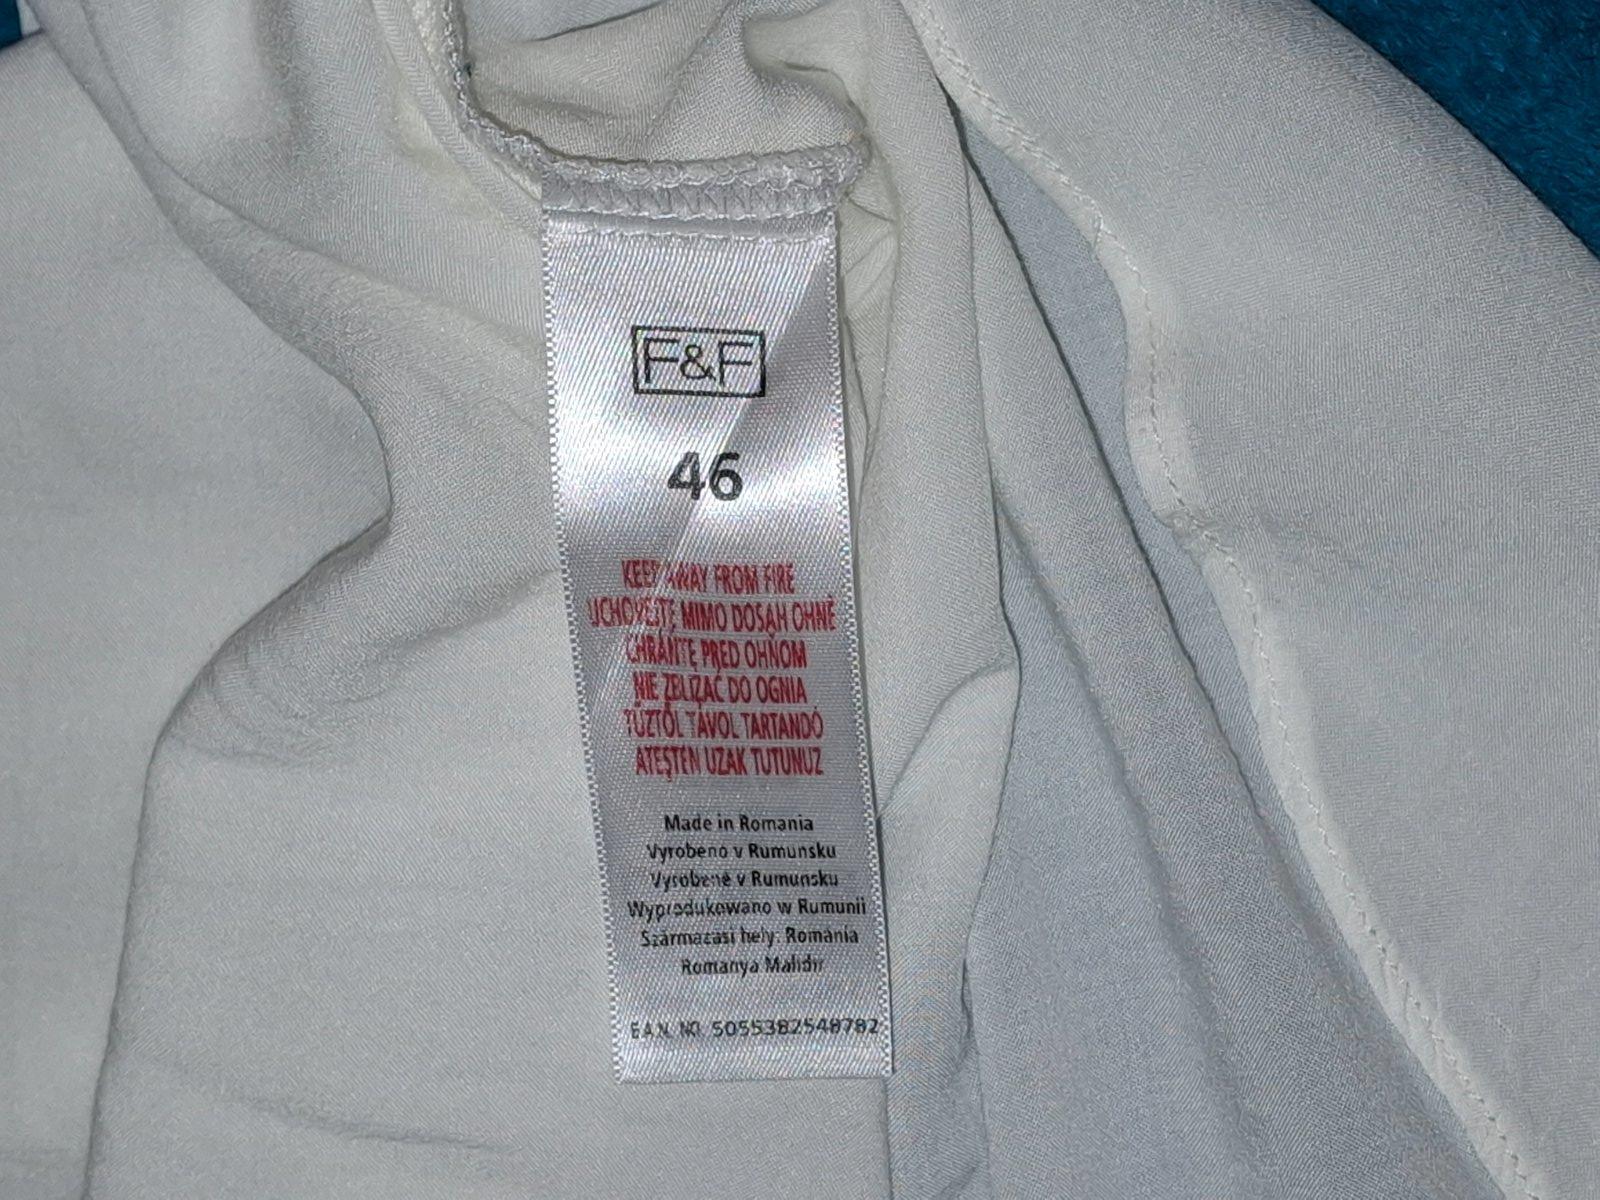 F&F
46
KEEP AWAY FROM FIRE
UCHOVEJTE MIMO DOSAH OHNĚ
CHRÁŇTE PRED OHŇOM
NIE ZBLIŻAĆ DO OGNIA
TŰZTŐL TÁVOL TARTANDÓ
ATEŞTEN UZAK TUTUNUZ
Made in Romania
Vyrobeno v Rumunsku
Vyrobené v Rumunsku
Wyprodukowano w Rumunii
Származási hely: Románia
Romanya Malıdır
E.A.N. NO. 5055382548782